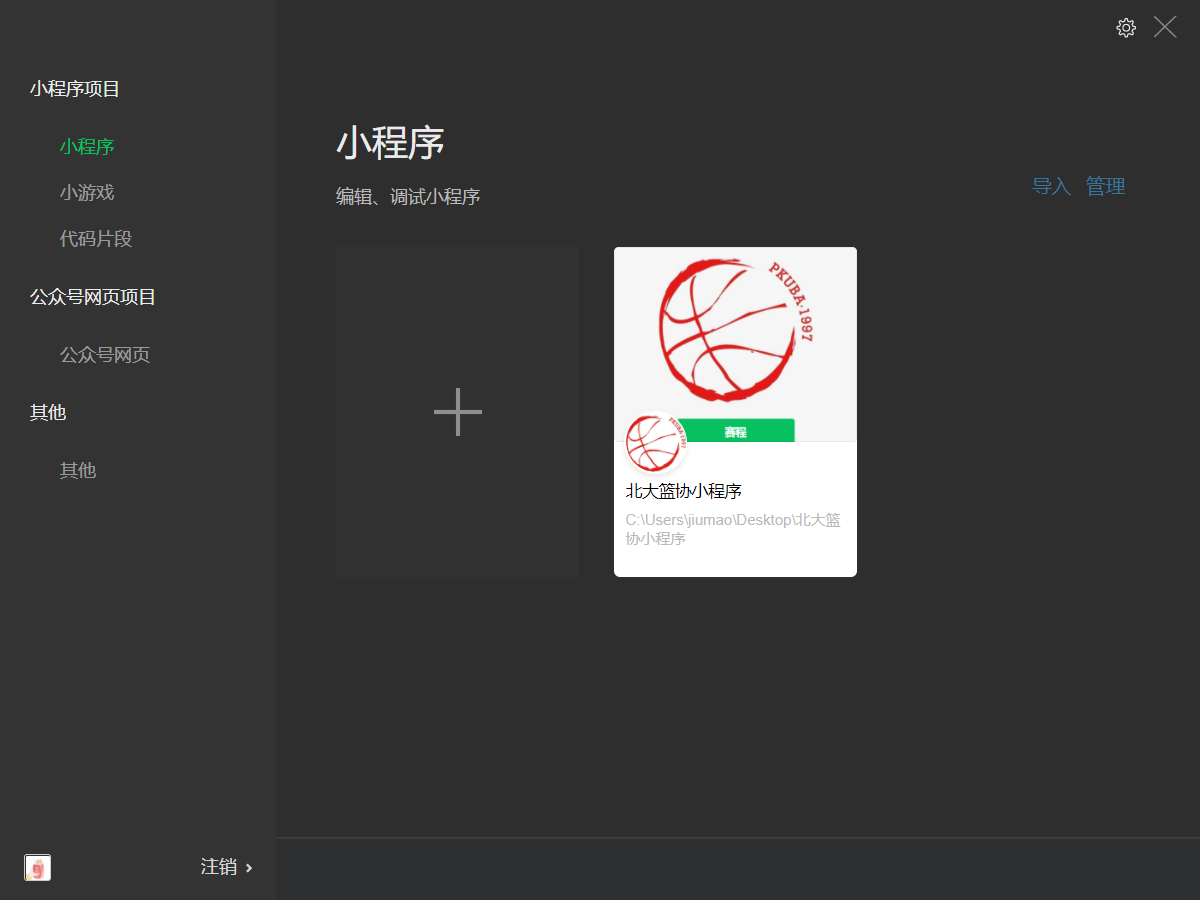 小程序项目
小程序
小游戏
代码片段
公众号网页项目
公众号网页
其他
其他
注销
小程序
编辑、调试小程序
导入 管理
PKUBA·1997
赛程
PKUBA·1997
北大篮协小程序
C:\Users\jiumao\Desktop\北大篮
协小程序